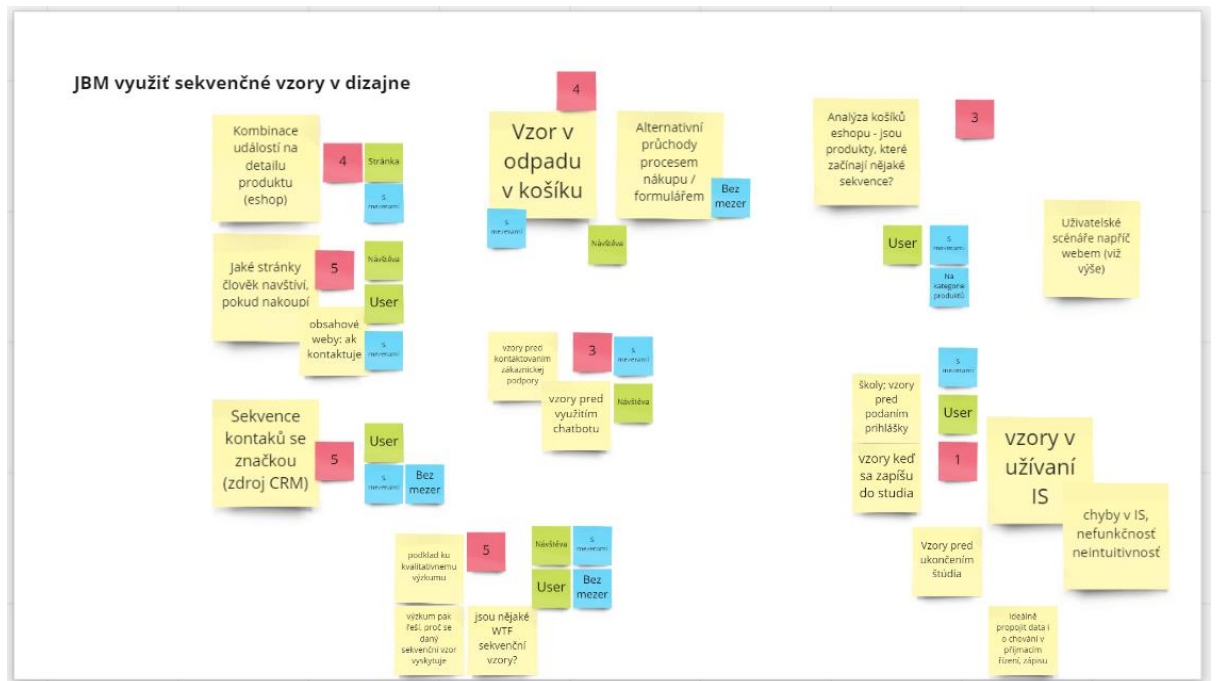 JBM využiť sekvenčné vzory v dizajne
Kombinace
událostí na
detailu
produktu
(eshop)
4
Stránka
S
mezerami
Jaké stránky
člověk navštíví,
pokud nakoupí
5
Návštěva
User
obsahové
weby: ak
kontaktuje
S
mezerami
Sekvence
kontaků se
značkou
(zdroj CRM)
5
User
S
mezerami
Bez
mezer
podklad ku
kvalitativnemu
výzkumu
5
Návštěva
S
mezerami
User
Bez
mezer
výzkum pak
řeší, proč se
daný
sekvenční vzor
vyskytuje
jsou nějaké
WTF
sekvenční
vzory?
4
Vzor v
odpadu
v košíku
S
mezerami
Alternativní
průchody
procesem
nákupu /
formulářem
Bez
mezer
Návštěva
vzory pred
kontaktovaním
zákazníckej
podpory
3
S
mezerami
vzory pred
využitím
chatbotu
Návštěva
Analýza košíků
eshopu - jsou
produkty, které
začínají nějaké
sekvence?
3
User
S
mezerami
Na
kategorie
produktů
Uživatelské
scénáře napříč
webem (viz
výše)
S
mezerami
školy; vzory
pred
podaním
prihlášky
User
vzory keď
sa zapíšu
do studia
1
vzory v
užívaní
IS
chyby v IS,
nefunkčnosť
neintuitivnosť
Vzory pred
ukončením
štúdia
Ideálně
propojit data i
o chování v
přijmacím
řízení, zápisu